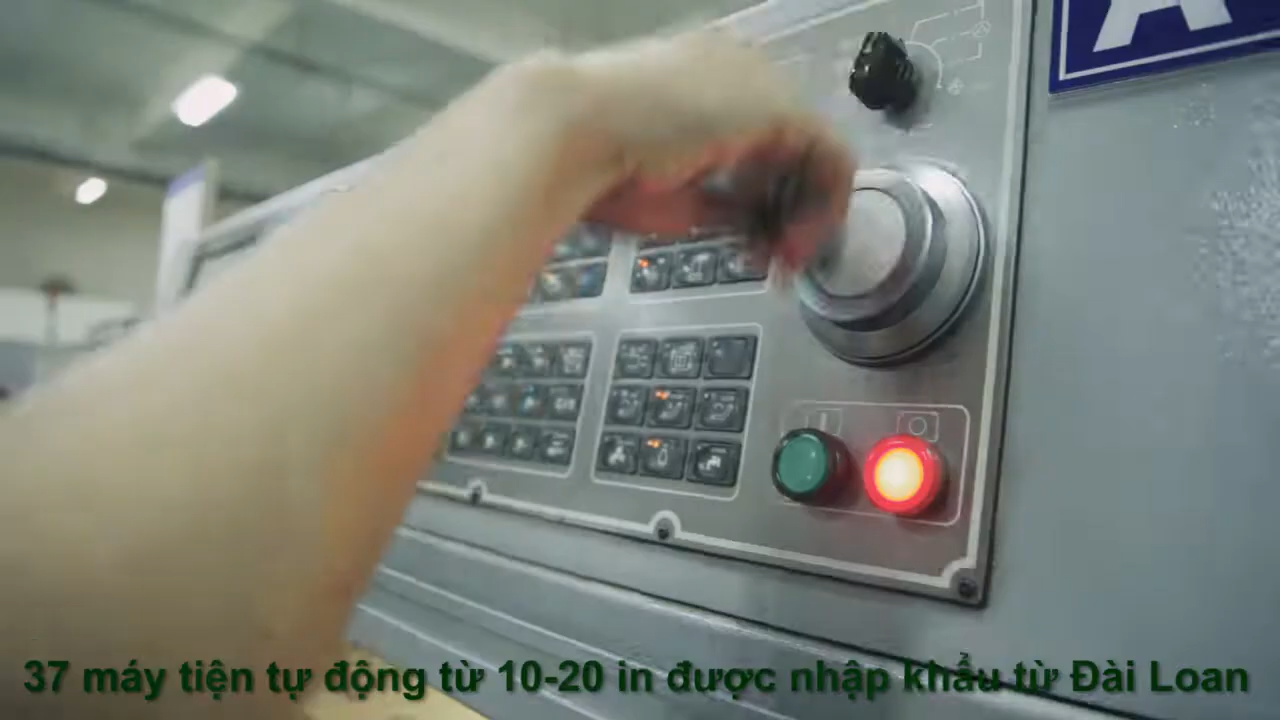 A
37 máy tiện tự động từ 10-20 in được nhập khẩu từ Đài Loan